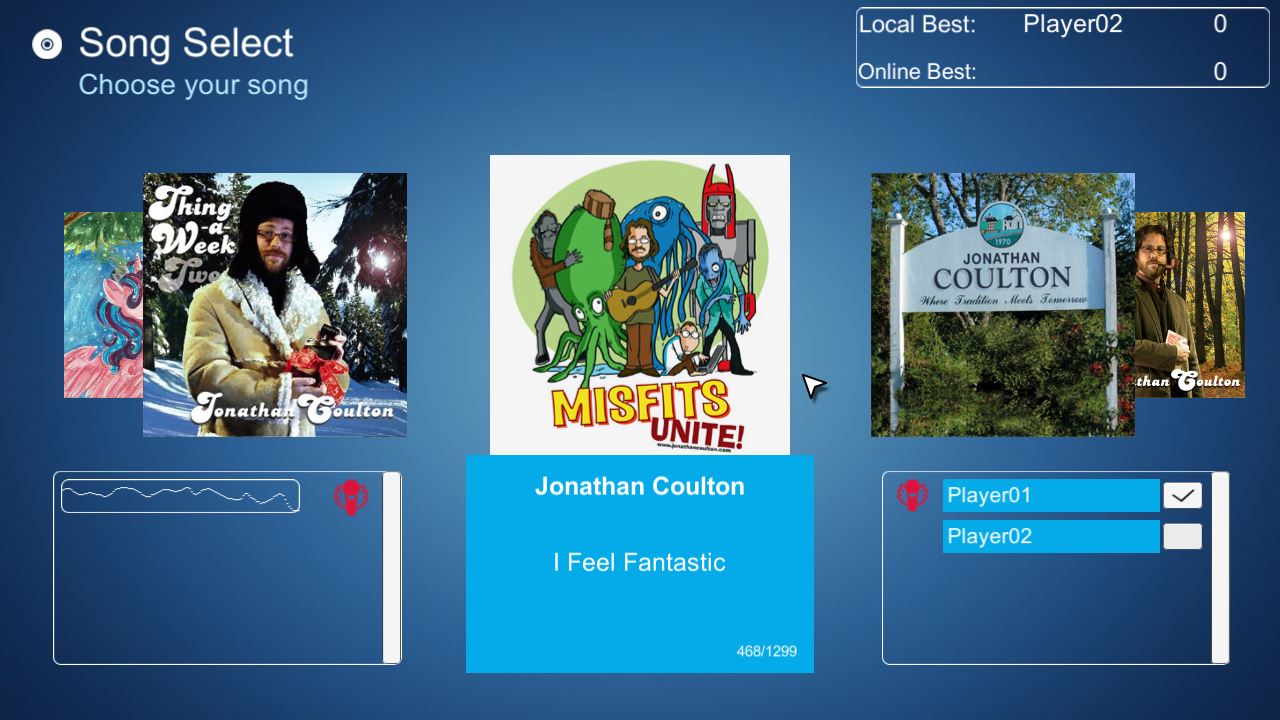 Song Select
Choose your song
Local Best: Player02 0
Online Best: 0
Thing
-a-
Week
Two
Jonathan Coulton
MISFITS
UNITE!
www.jonathancoulton.com
1970
JONATHAN
COULTON
Where Tradition Meets Tomorrow
than Coulton
Jonathan Coulton
I Feel Fantastic
468/1299
Player01
Player02